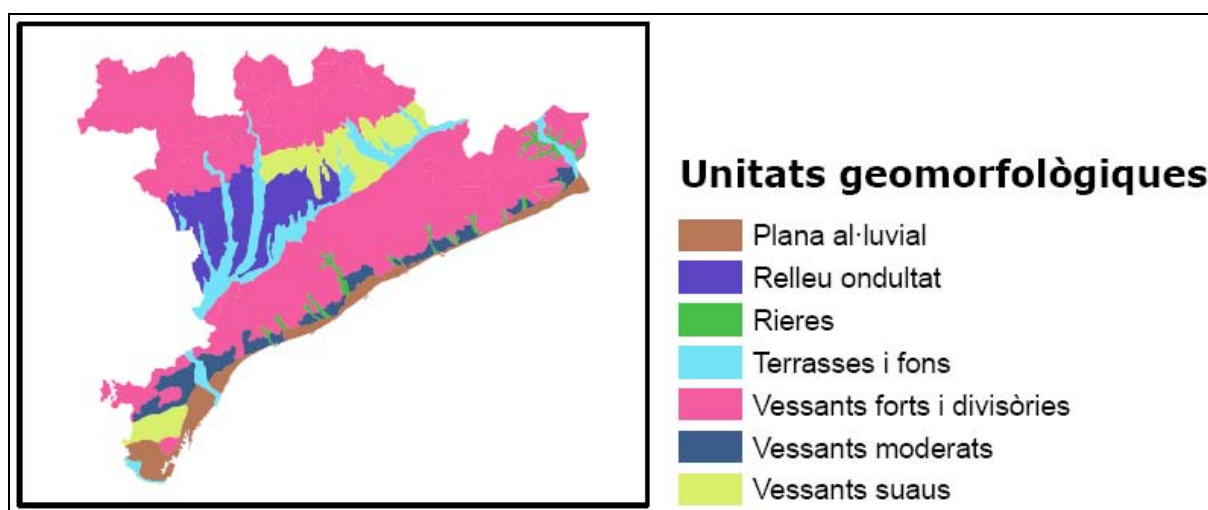 Unitats geomorfològiques
Plana al·luvial
Relleu ondultat
Rieres
Terrasses i fons
Vessants forts i divisòries
Vessants moderats
Vessants suaus